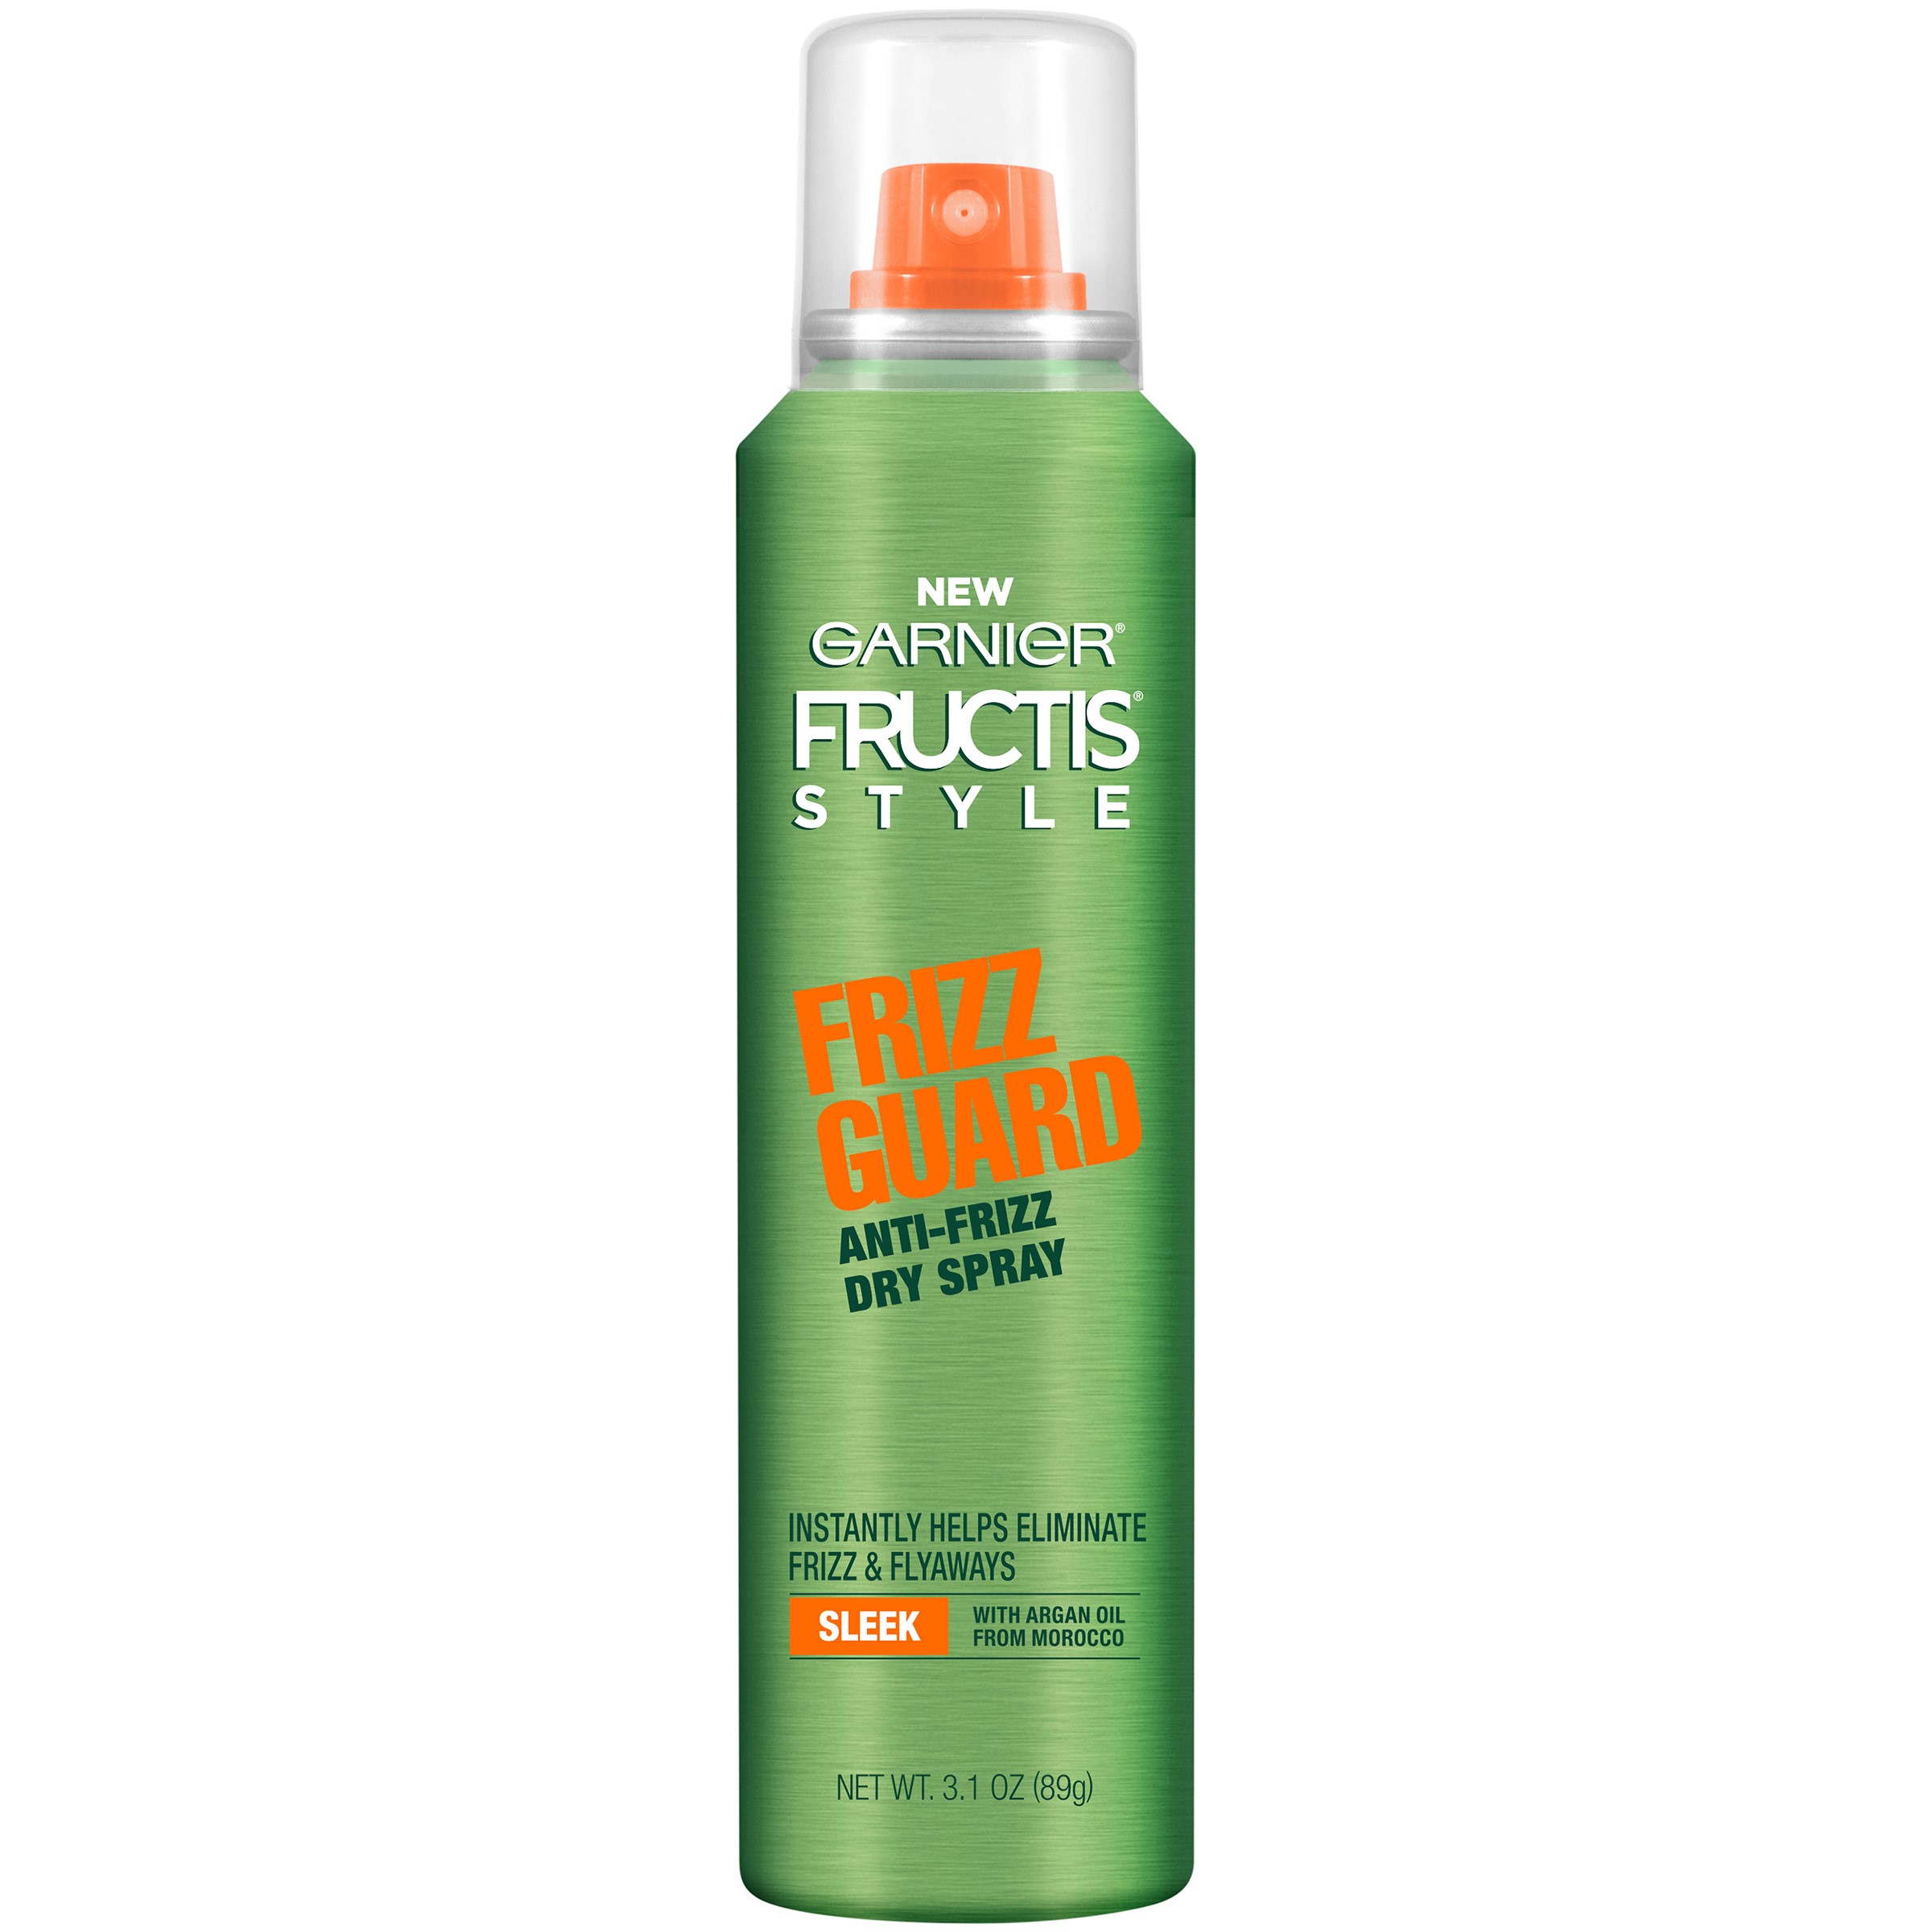 NEW
GARNIER®
FRUCTIS®
STYLE
FRIZZ
GUARD
ANTI-FRIZZ
DRY SPRAY
INSTANTLY HELPS ELIMINATE
FRIZZ & FLYAWAYS
SLEEK
WITH ARGAN OIL
FROM MOROCCO
NET WT. 3.1 OZ (89g)